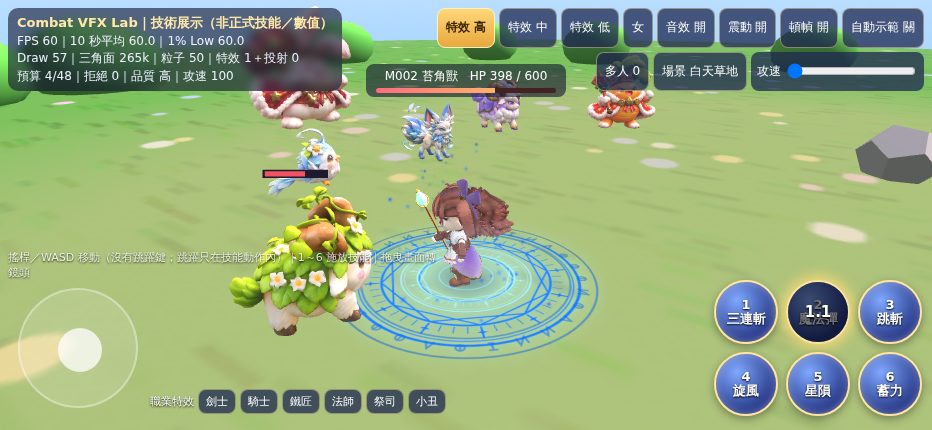 Combat VFX Lab｜技術展示（非正式技能／數值）
FPS 60｜10 秒平均 60.0｜1% Low 60.0
Draw 57｜三角面 265k｜粒子 50｜特效 1＋投射 0
預算 4/48｜拒絕 0｜品質 高｜攻速 100
特效 高
特效 中
特效 低
女
音效 開
震動 開
頓幀 開
自動示範 關
多人 0
場景 白天草地
攻速
M002 苔角獸 HP 398 / 600
搖桿／WASD 移動（沒有跳躍鍵；跳躍只在技能動作內）｜1～6 施放技能｜拖曳畫面轉
鏡頭
1
三連斬
2
魔法彈
1.1
3
跳斬
4
旋風
5
星隕
6
蓄力
職業特效
劍士
騎士
鐵匠
法師
祭司
小丑